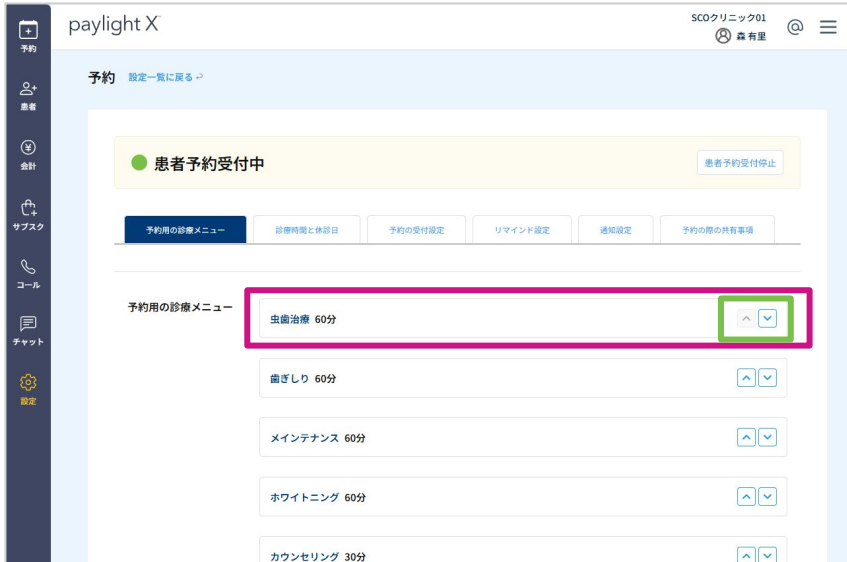 paylight X
SCOクリニック01
森 有里
予約
患者
会計
サブスク
コール
チャット
設定
予約 設定一覧に戻る
患者予約受付中
患者予約受付停止
予約用の診療メニュー 診療時間と休診日 予約の受付設定 リマインド設定 通知設定 予約の際の共有事項
予約用の診療メニュー
虫歯治療 60分
歯ぎしり 60分
メインテナンス 60分
ホワイトニング 60分
カウンセリング 30分